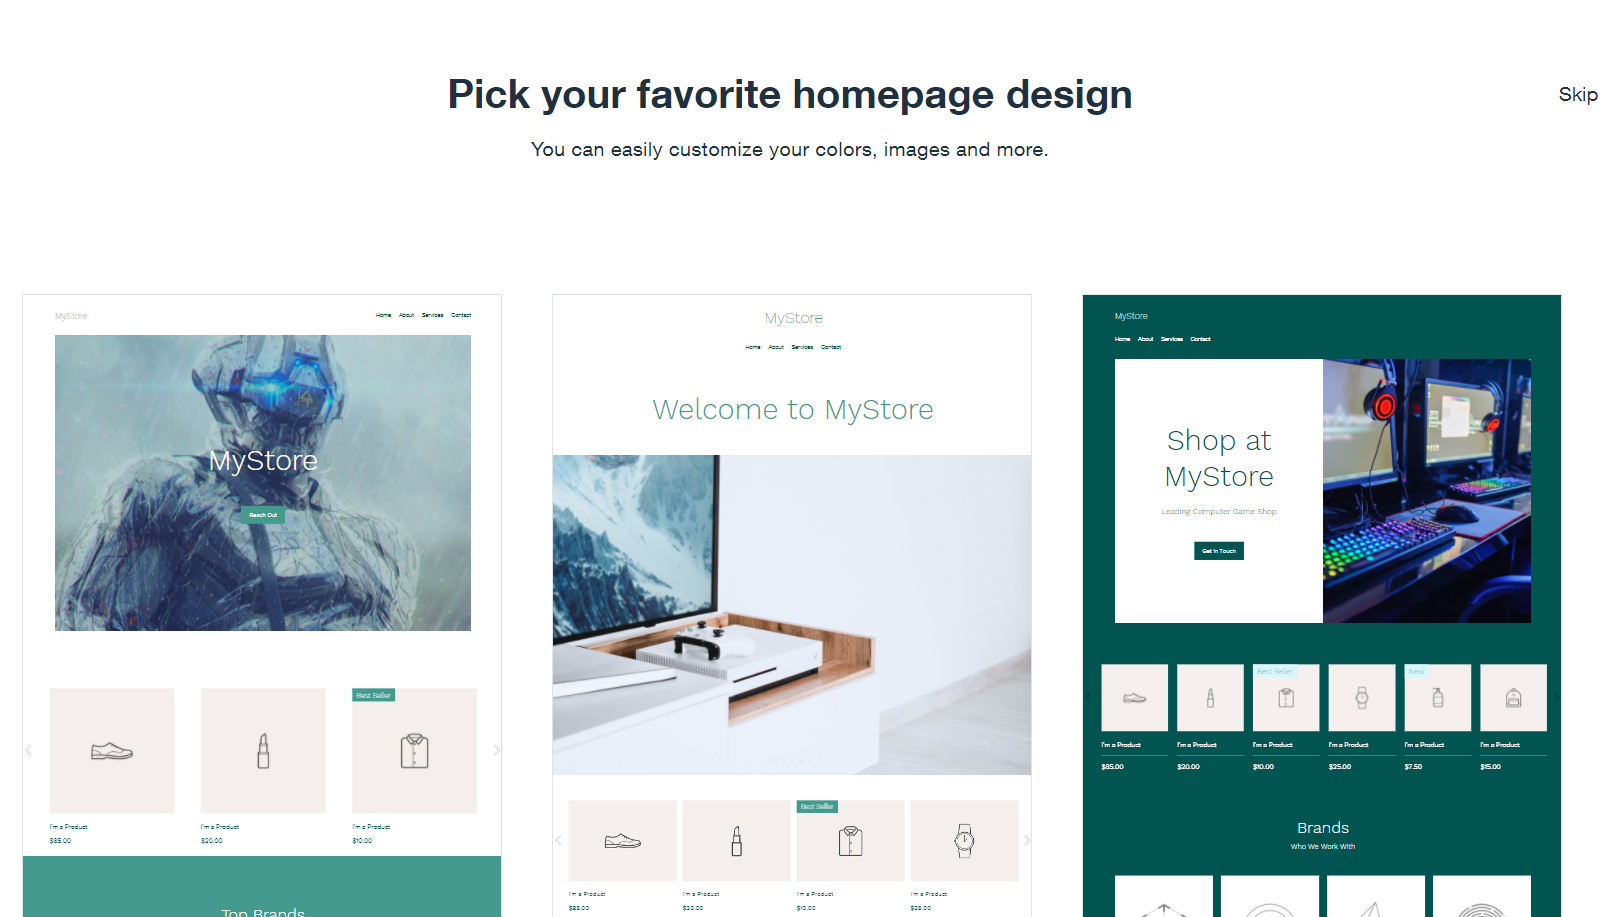 Pick your favorite homepage design
Skip
You can easily customize your colors, images and more.
MyStore
Home About Services Contact
MyStore
Reach Out
Best Seller
I'm a Product I'm a Product I'm a Product
$85.00 $20.00 $10.00
Top Brands
MyStore
Home About Services Contact
Welcome to MyStore
Best Seller
I'm a Product I'm a Product I'm a Product I'm a Product
$85.00 $20.00 $10.00 $25.00
MyStore
Home About Services Contact
Shop at
MyStore
Leading Computer Game Shop
Get In Touch
Best Seller New
I'm a Product I'm a Product I'm a Product I'm a Product I'm a Product I'm a Product
$85.00 $20.00 $10.00 $25.00 $7.50 $15.00
Brands
Who We Work With